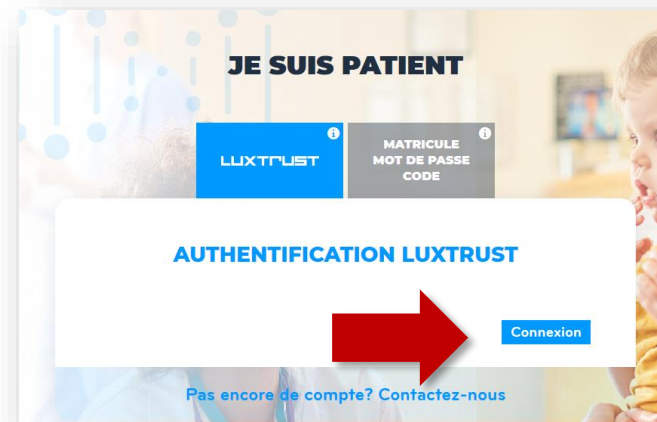 JE SUIS PATIENT
LUXTRUST
MATRICULE
MOT DE PASSE
CODE
AUTHENTIFICATION LUXTRUST
Connexion
Pas encore de compte? Contactez-nous